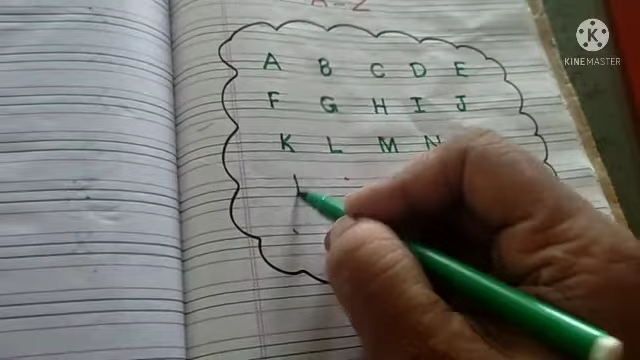 A-Z
A B C D E
F G H I J
K L M N
K
KINEMASTER